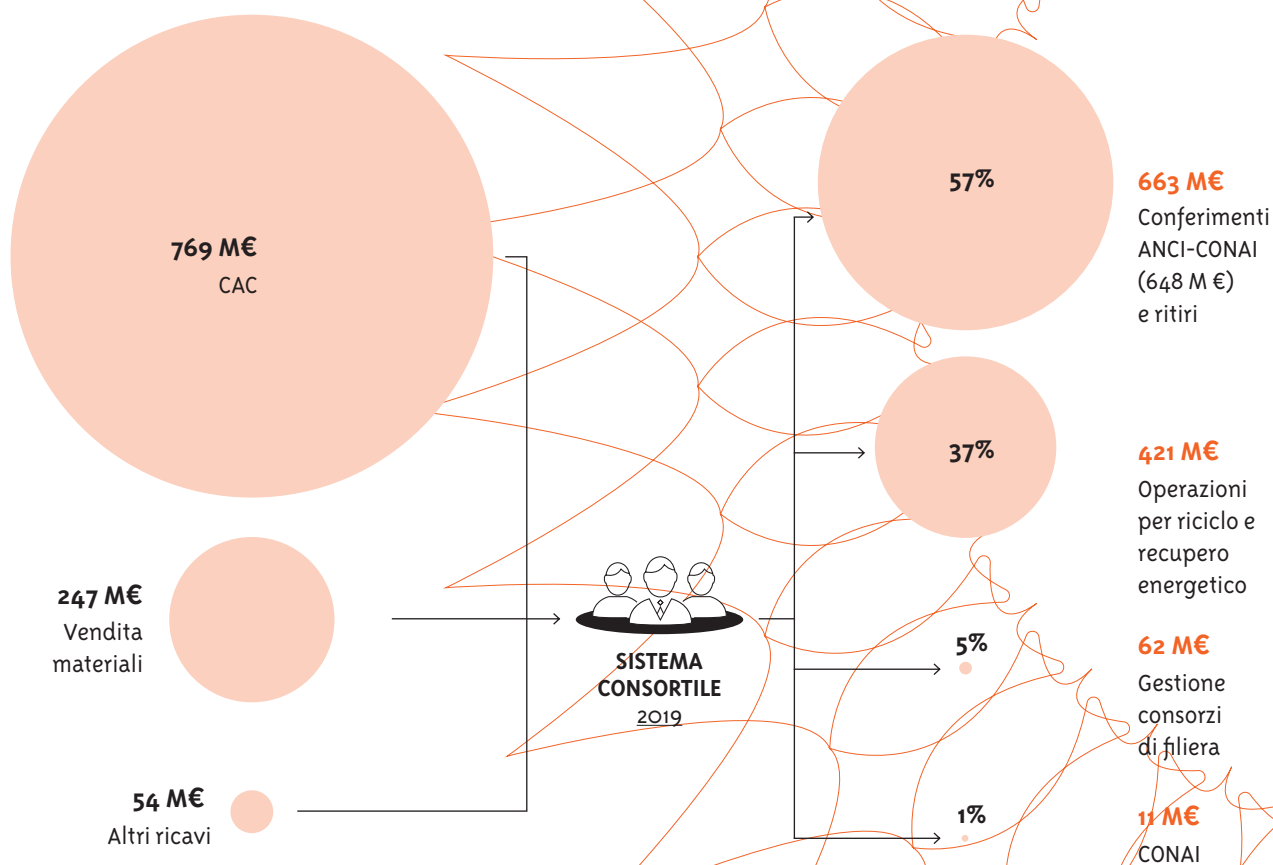 769 M€
CAC
247 M€
Vendita
materiali
54 M€
Altri ricavi
SISTEMA
CONSORTILE
2019
57%
663 M€
Conferimenti
ANCI-CONAI
(648 M €)
e ritiri
37%
421 M€
Operazioni
per riciclo e
recupero
energetico
5%
62 M€
Gestione
consorzi
di filiera
1%
11 M€
CONAI